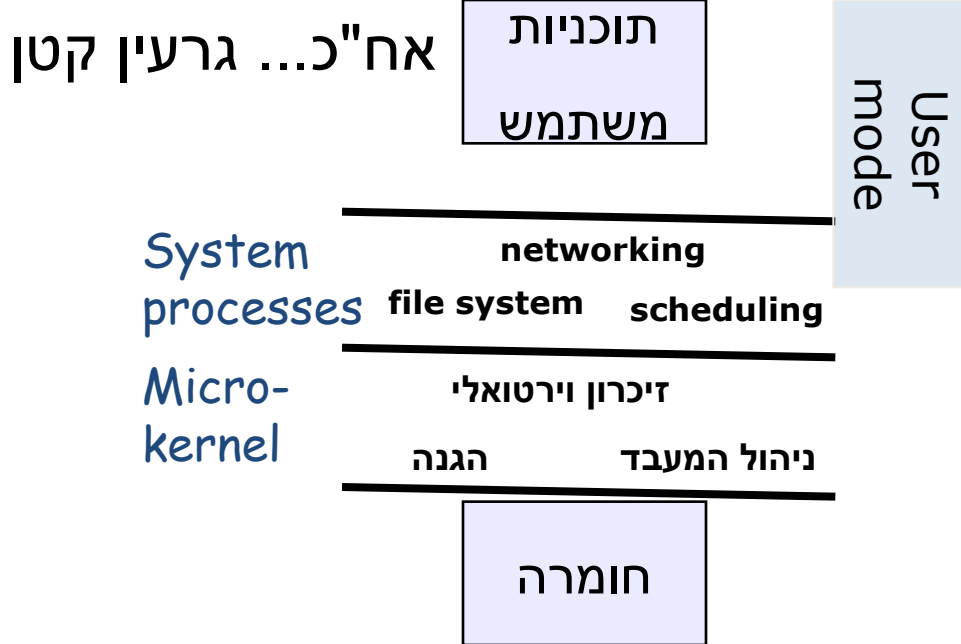 אח"כ... גרעין קטן
תוכניות
משתמש
User
mode
System
processes
networking
file system
scheduling
Micro-
kernel
זיכרון וירטואלי
הגנה
ניהול המעבד
חומרה